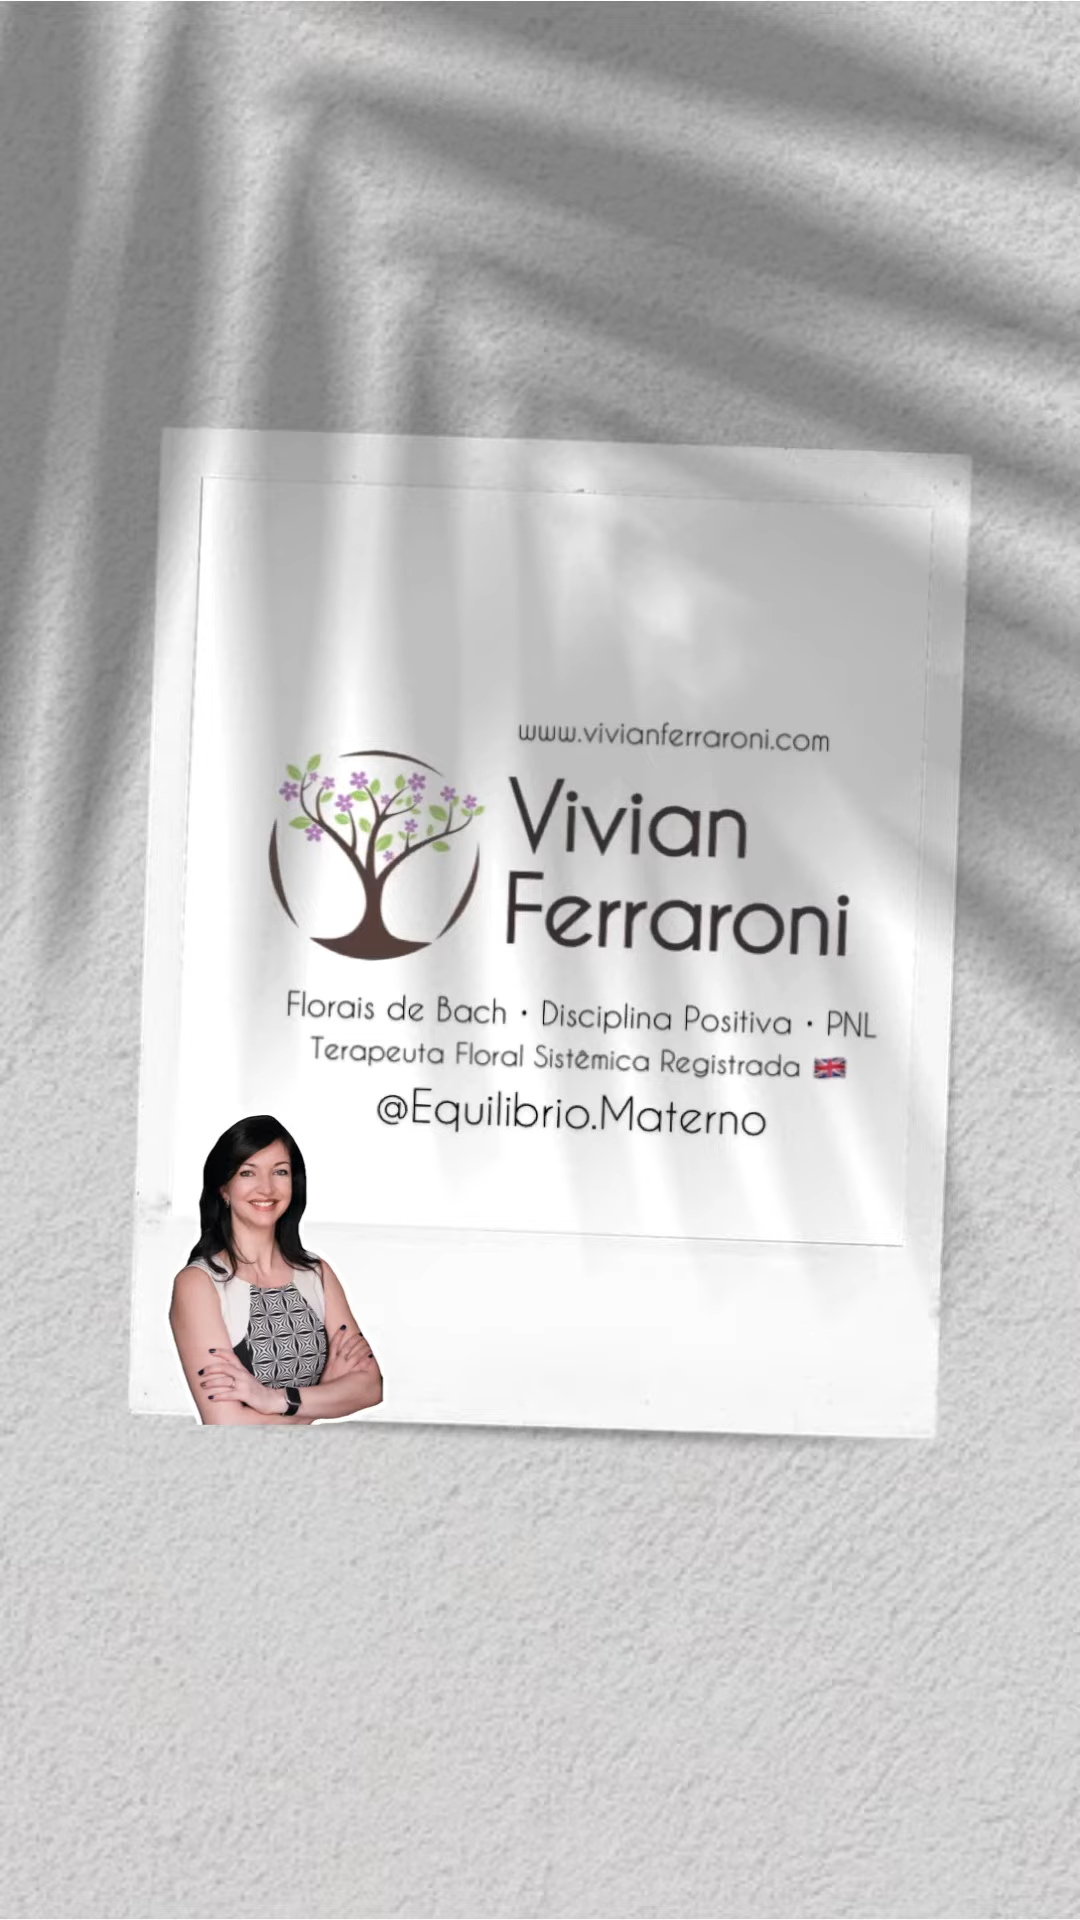 www.vivianferraroni.com
Vivian
Ferraroni
Florais de Bach • Disciplina Positiva • PNL
Terapeuta Floral Sistêmica Registrada 🇬🇧
@Equilibrio.Materno